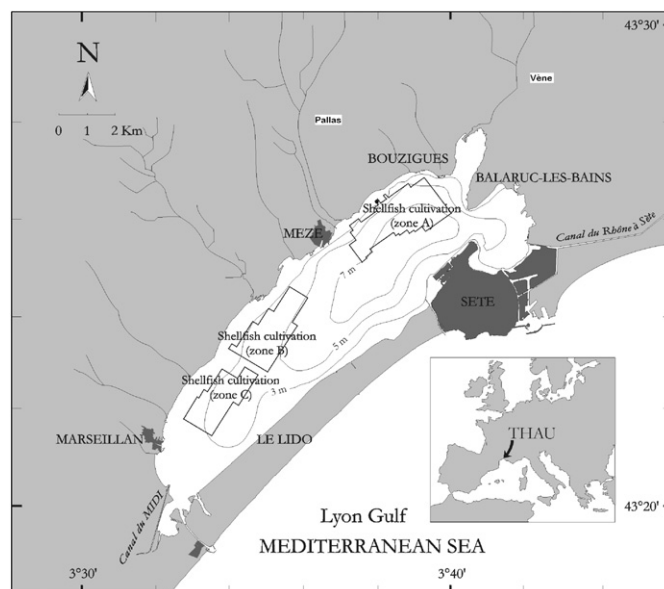 43°30'
N
0 1 2 Km
Vène
Pallas
BOUZIGUES
BALARUC-LES-BAINS
Shellfish cultivation
(zone A)
MEZE
Canal du Rhône à Sète
7 m
SETE
Shellfish cultivation
(zone B)
5 m
Shellfish cultivation
(zone C)
3 m
MARSEILLAN
LE LIDO
THAU
Canal du MIDI
Lyon Gulf
43°20'
MEDITERRANEAN SEA
3°30'
3°40'